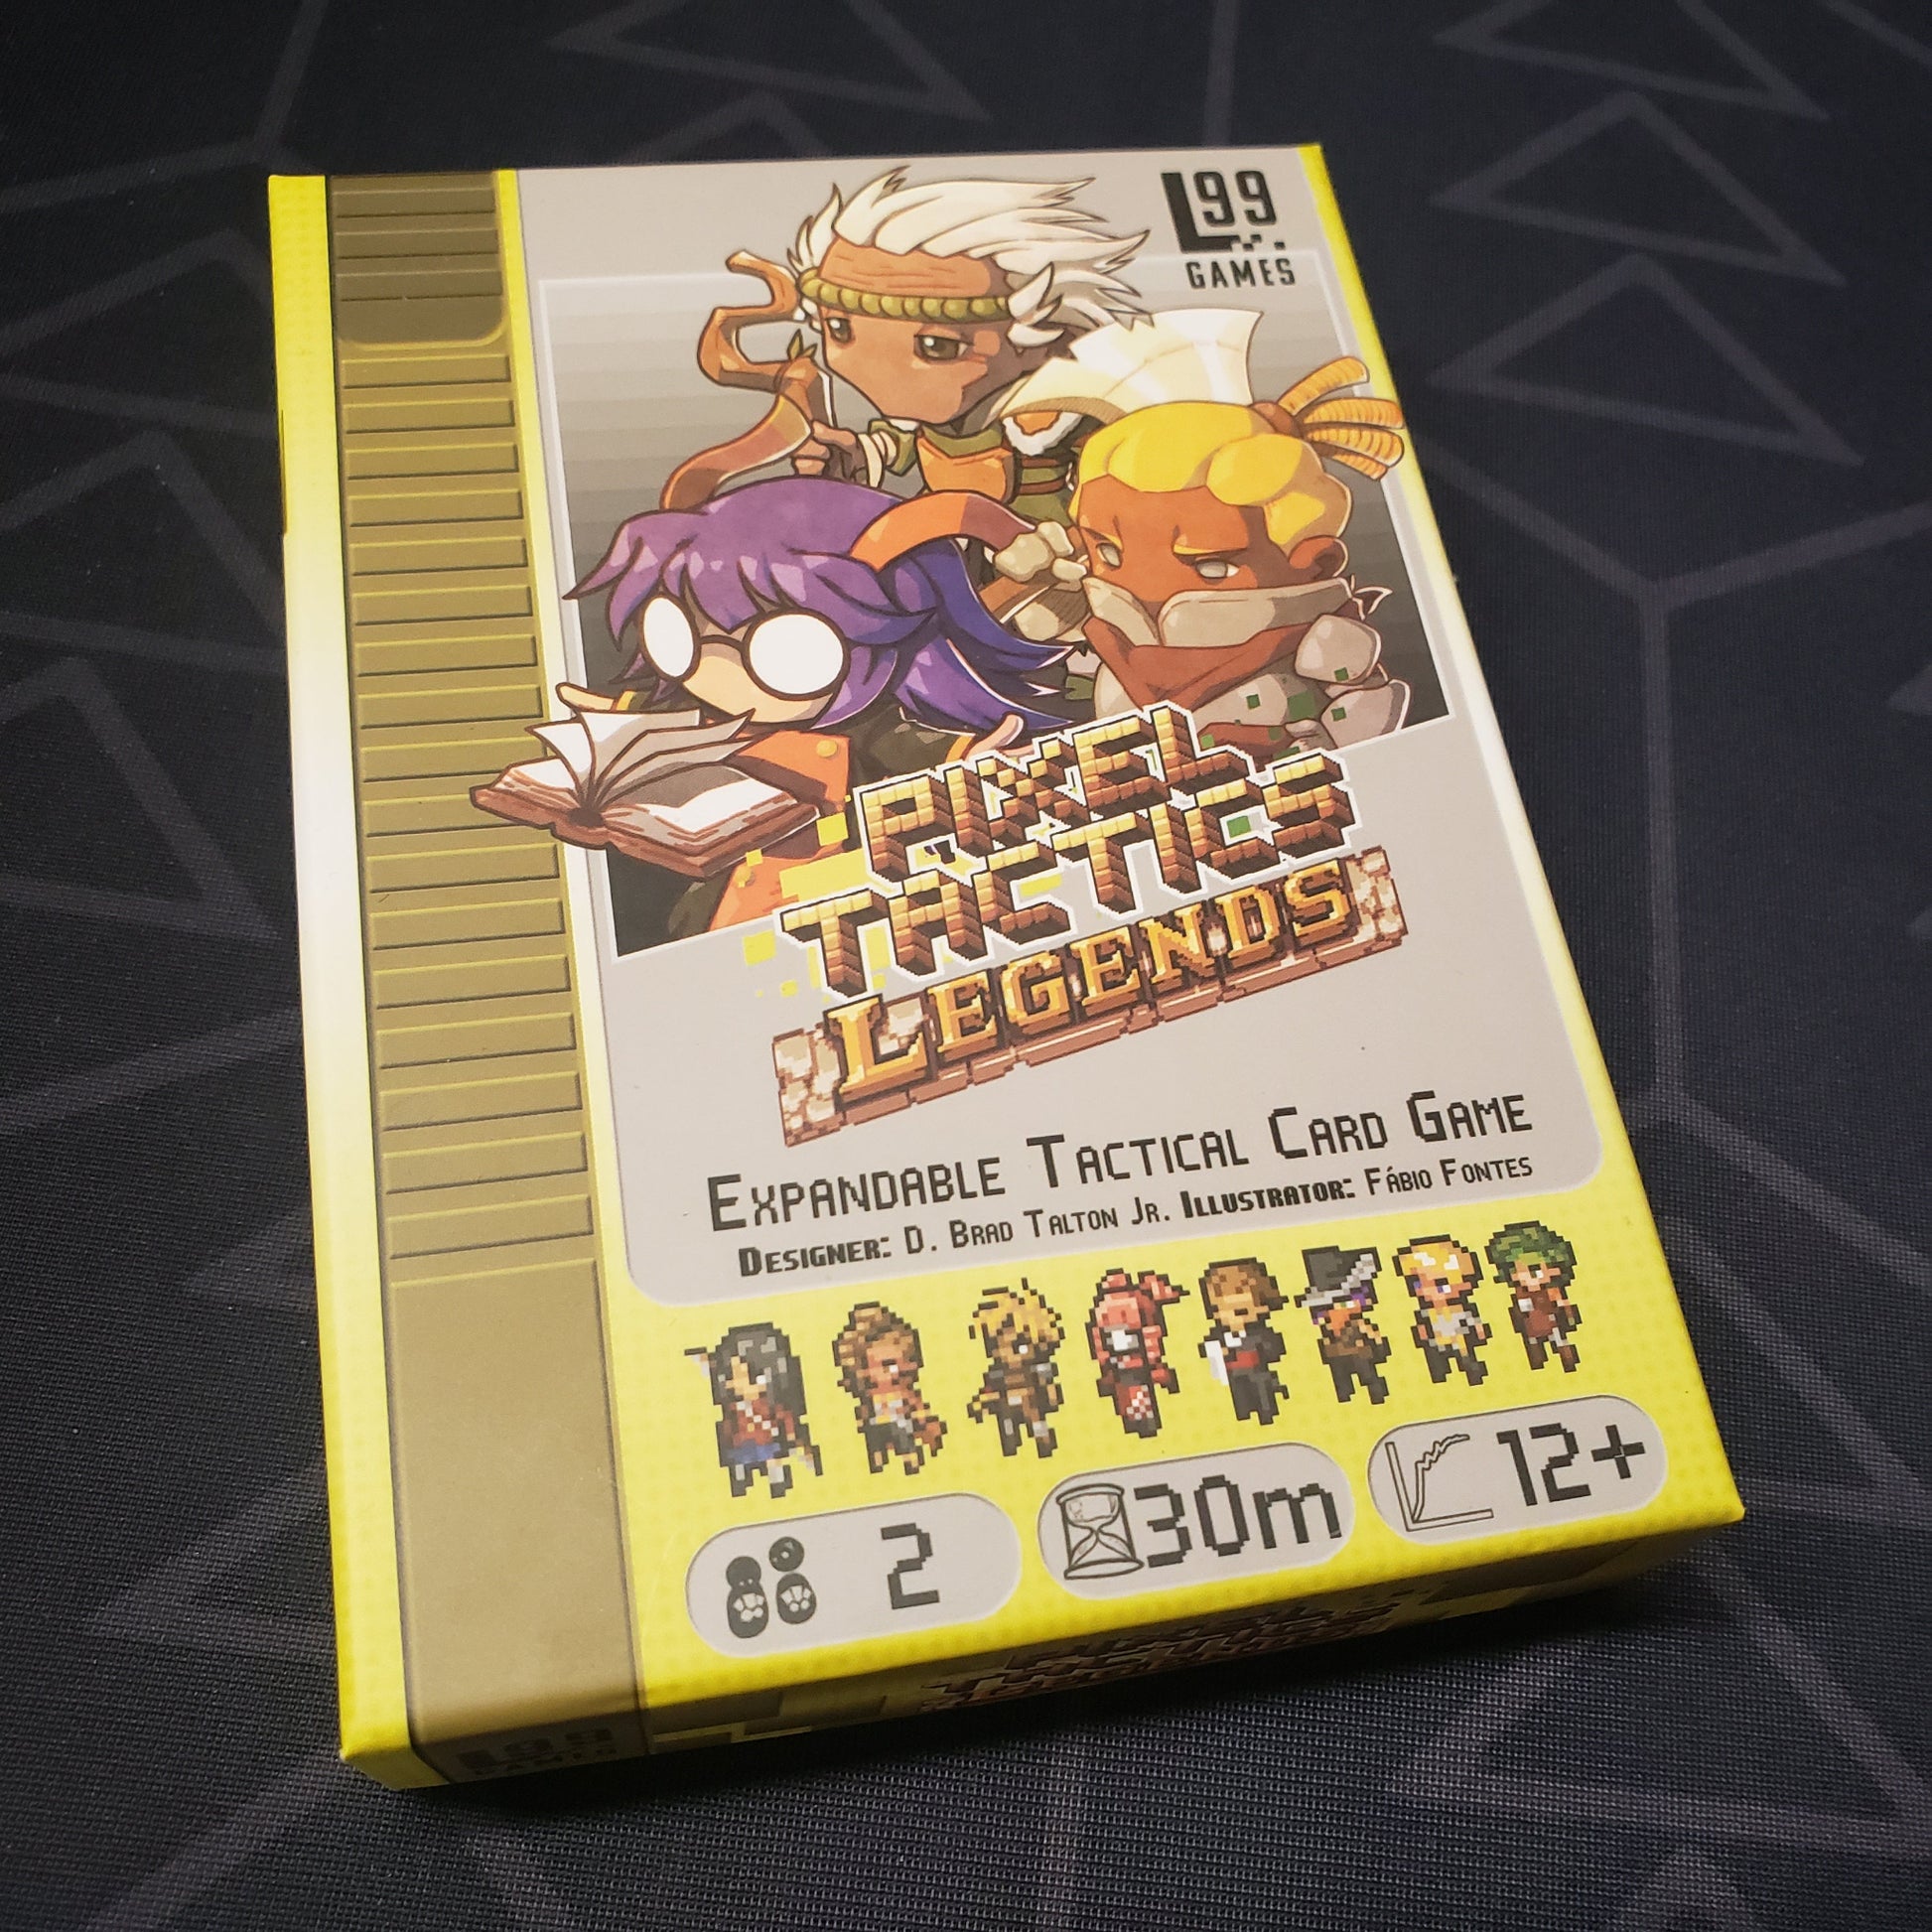 L99
GAMES
PIXEL
TACTICS
LEGENDS
EXPANDABLE TACTICAL CARD GAME
DESIGNER: D. BRAD TALTON JR. ILLUSTRATOR: FÁBIO FONTES
2
30m
12+